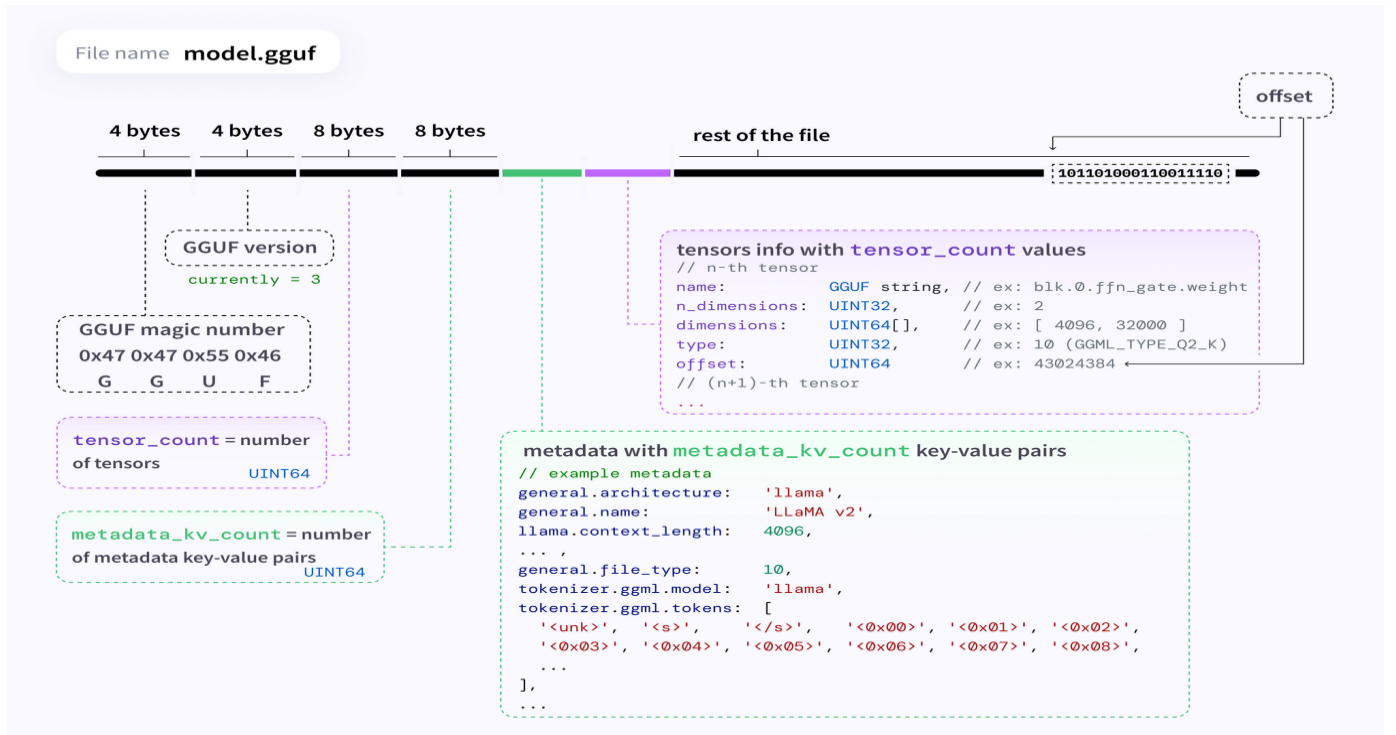 File name model.gguf
offset
4 bytes 4 bytes 8 bytes 8 bytes rest of the file
101101000110011110
GGUF version
currently = 3
GGUF magic number
0x47 0x47 0x55 0x46
G G U F
tensor_count = number
of tensors
UINT64
metadata_kv_count = number
of metadata key-value pairs
UINT64
tensors info with tensor_count values
// n-th tensor
name: GGUF string, // ex: blk.0.ffn_gate.weight
n_dimensions: UINT32, // ex: 2
dimensions: UINT64[], // ex: [ 4096, 32000 ]
type: UINT32, // ex: 10 (GGML_TYPE_Q2_K)
offset: UINT64 // ex: 43024384
// (n+1)-th tensor
...
metadata with metadata_kv_count key-value pairs
// example metadata
general.architecture: 'llama',
general.name: 'LLaMA v2',
llama.context_length: 4096,
... ,
general.file_type: 10,
tokenizer.ggml.model: 'llama',
tokenizer.ggml.tokens: [
'<unk>', '<s>', '</s>', '<0x00>', '<0x01>', '<0x02>',
'<0x03>', '<0x04>', '<0x05>', '<0x06>', '<0x07>', '<0x08>',
...
],
...